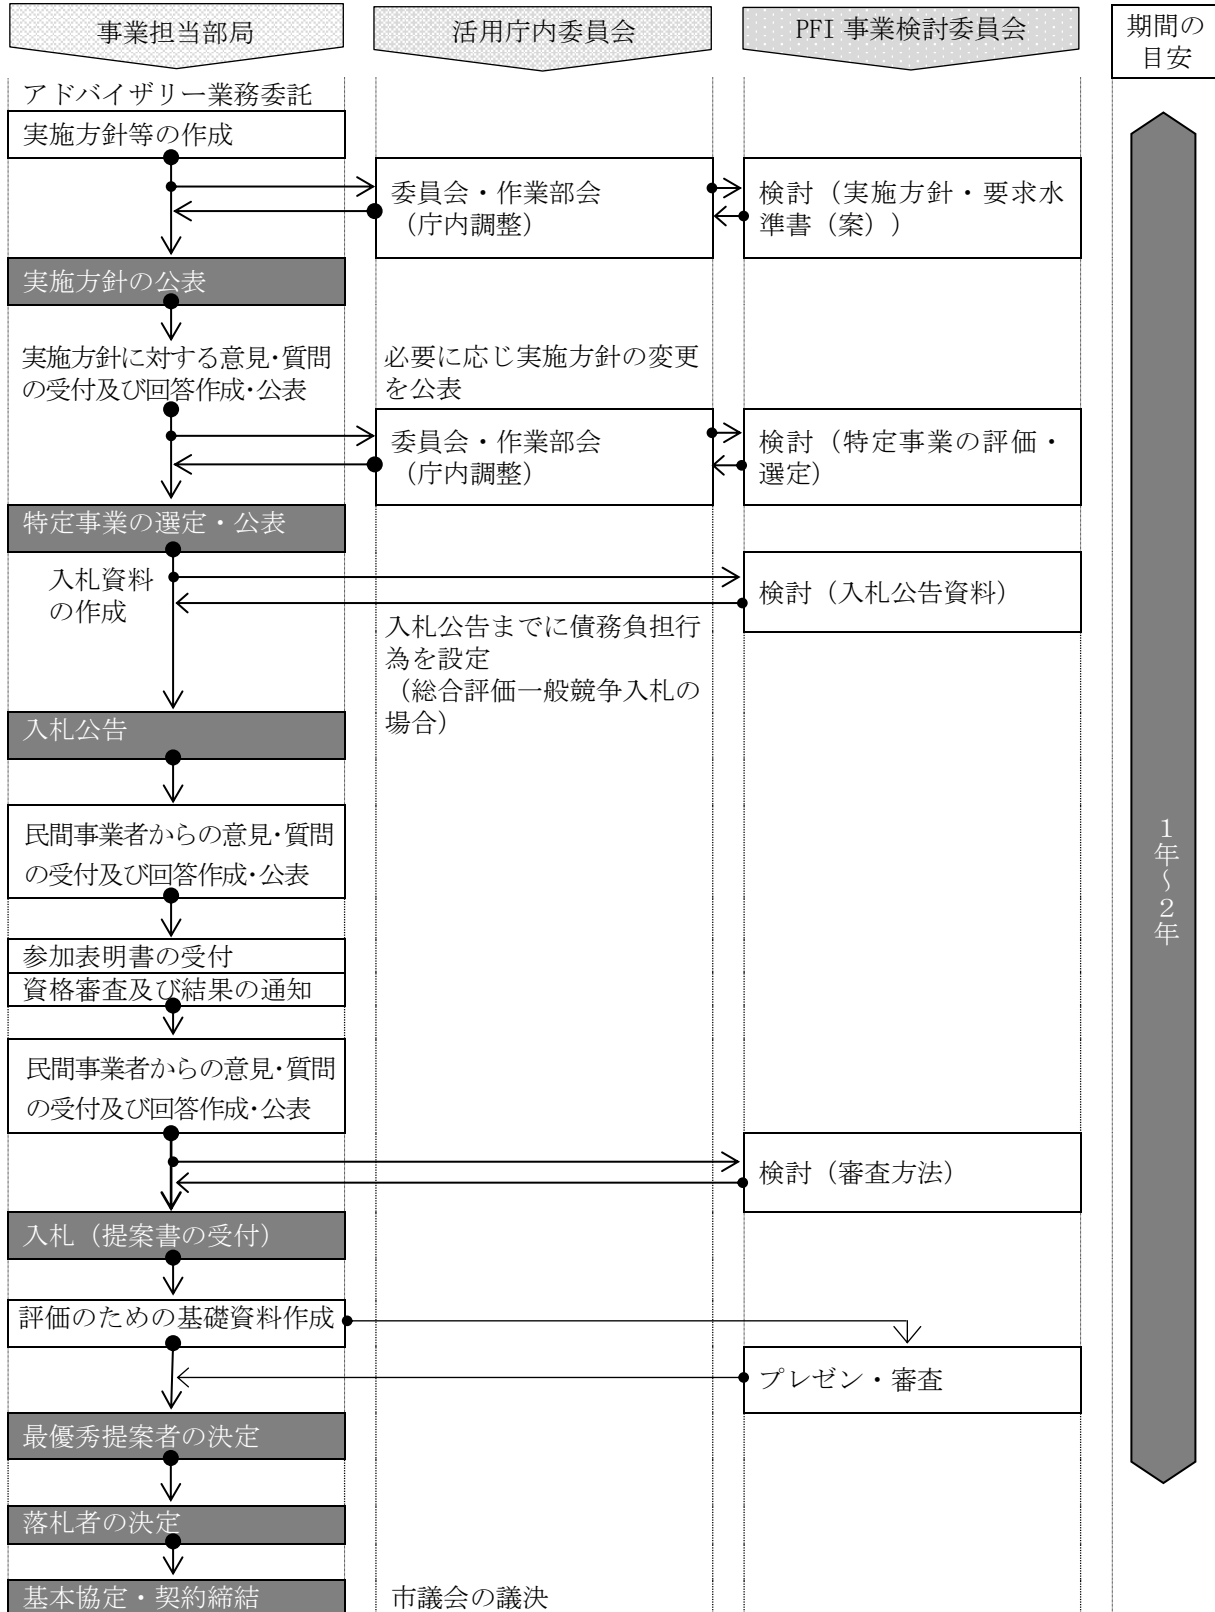 事業担当部局
活用庁内委員会
PFI 事業検討委員会
期間の
目安
アドバイザリー業務委託
実施方針等の作成
委員会・作業部会
（庁内調整）
検討（実施方針・要求水
準書（案））
実施方針の公表
実施方針に対する意見・質問
の受付及び回答作成・公表
必要に応じ実施方針の変更
を公表
委員会・作業部会
（庁内調整）
検討（特定事業の評価・
選定）
特定事業の選定・公表
入札資料
の作成
検討（入札公告資料）
入札公告までに債務負担行
為を設定
（総合評価一般競争入札の
場合）
入札公告
民間事業者からの意見・質問
の受付及び回答作成・公表
1年～2年
参加表明書の受付
資格審査及び結果の通知
民間事業者からの意見・質問
の受付及び回答作成・公表
検討（審査方法）
入札（提案書の受付）
評価のための基礎資料作成
プレゼン・審査
最優秀提案者の決定
落札者の決定
基本協定・契約締結
市議会の議決